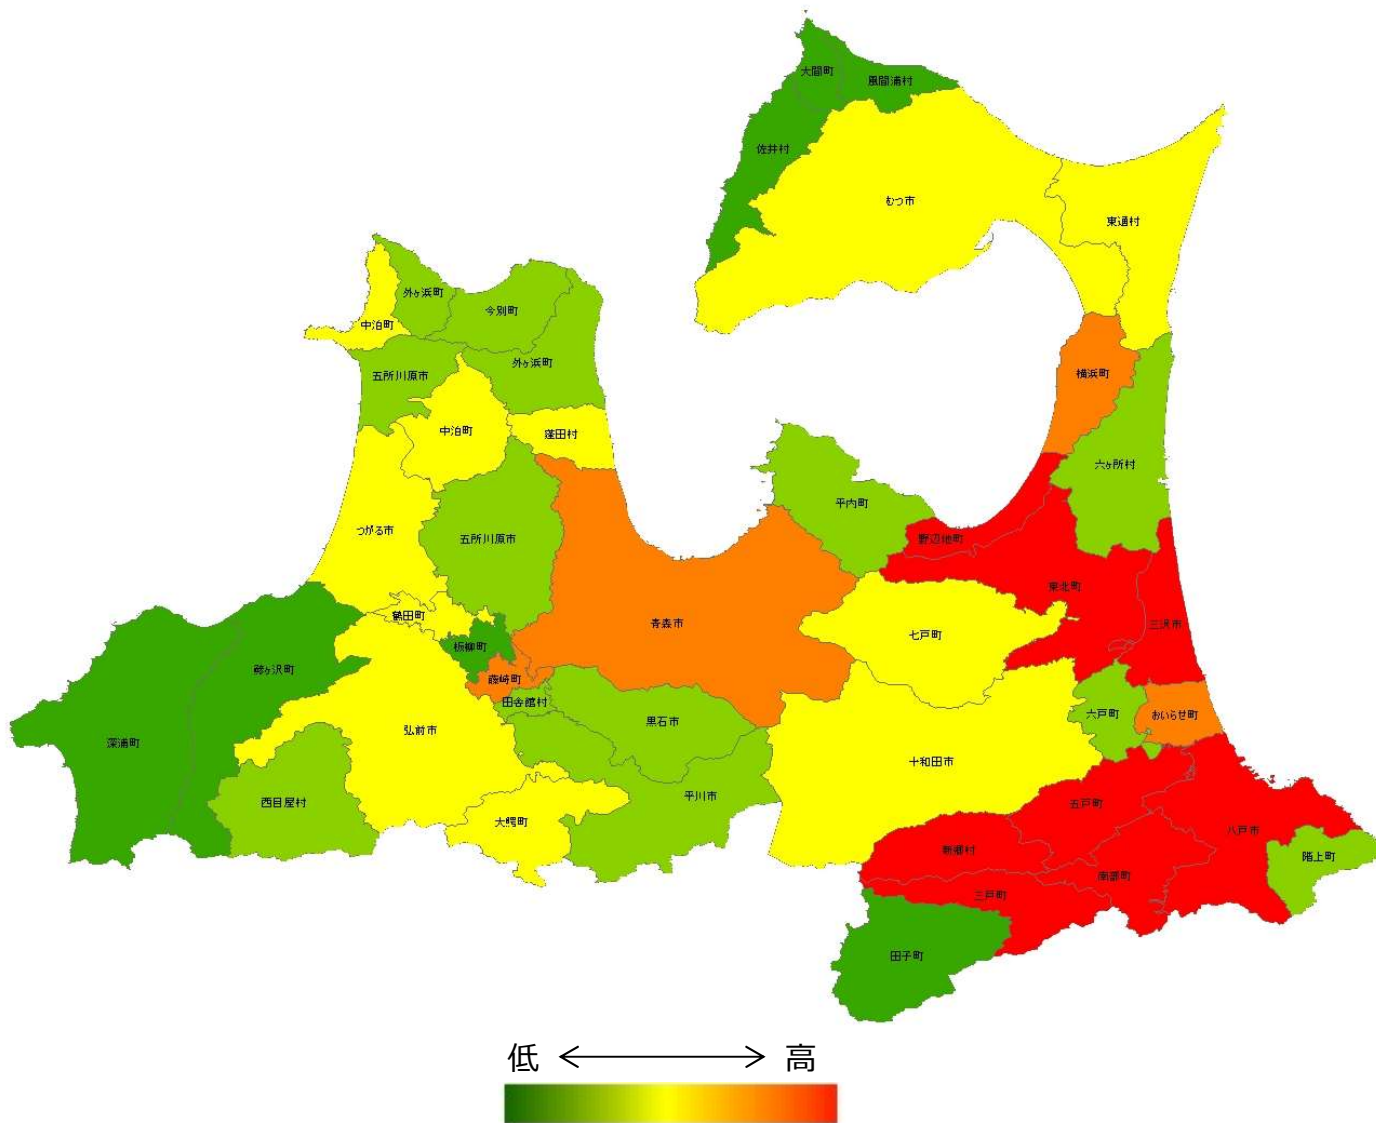 大間町
風間浦村
佐井村
むつ市
東通村
外ヶ浜町
今別町
中泊町
外ヶ浜町
五所川原市
横浜町
中泊町
蓬田村
六ヶ所村
平内町
つがる市
五所川原市
野辺地町
東北町
鶴田町
青森市
三沢市
七戸町
板柳町
鰺ヶ沢町
藤崎町
田舎館村
黒石市
六戸町
おいらせ町
弘前市
深浦町
十和田市
平川市
西目屋村
五戸町
大鰐町
八戸市
新郷村
階上町
南部町
三戸町
田子町
低 高